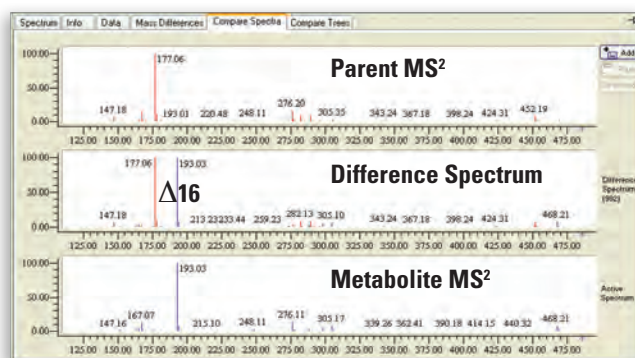 Spectrum Info Data Mass Differences Compare Spectra Compare Trees
Parent MS²
100.00
50.00
0.00
177.06
147.18 193.01 220.48 248.11 276.20 305.35 343.24 367.18 398.24 424.31 452.19
125.00 150.00 175.00 200.00 225.00 250.00 275.00 300.00 325.00 350.00 375.00 400.00 425.00 450.00 475.00
Add
Difference Spectrum
100.00
50.00
0.00
177.06 193.03
Δ16
147.18 213.23 233.44 259.23 282.13 305.10 343.24 367.18 398.24 424.31 468.21
125.00 150.00 175.00 200.00 225.00 250.00 275.00 300.00 325.00 350.00 375.00 400.00 425.00 450.00 475.00
Difference
Spectrum
Metabolite MS²
100.00
50.00
0.00
193.03
147.16 167.07 215.10 248.11 276.11 305.17 339.26 362.41 390.18 414.15 440.32 468.21
125.00 150.00 175.00 200.00 225.00 250.00 275.00 300.00 325.00 350.00 375.00 400.00 425.00 450.00 475.00
Active
Spectrum